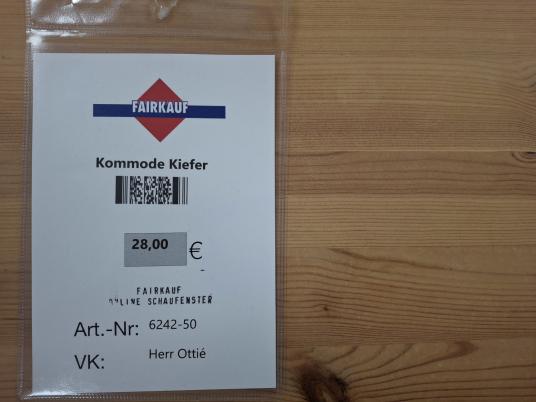 FAIRKAUF
Kommode Kiefer
28,00 €
FAIRKAUF
ONLINE SCHAUFENSTER
Art.-Nr: 6242-50
VK: Herr Ottié